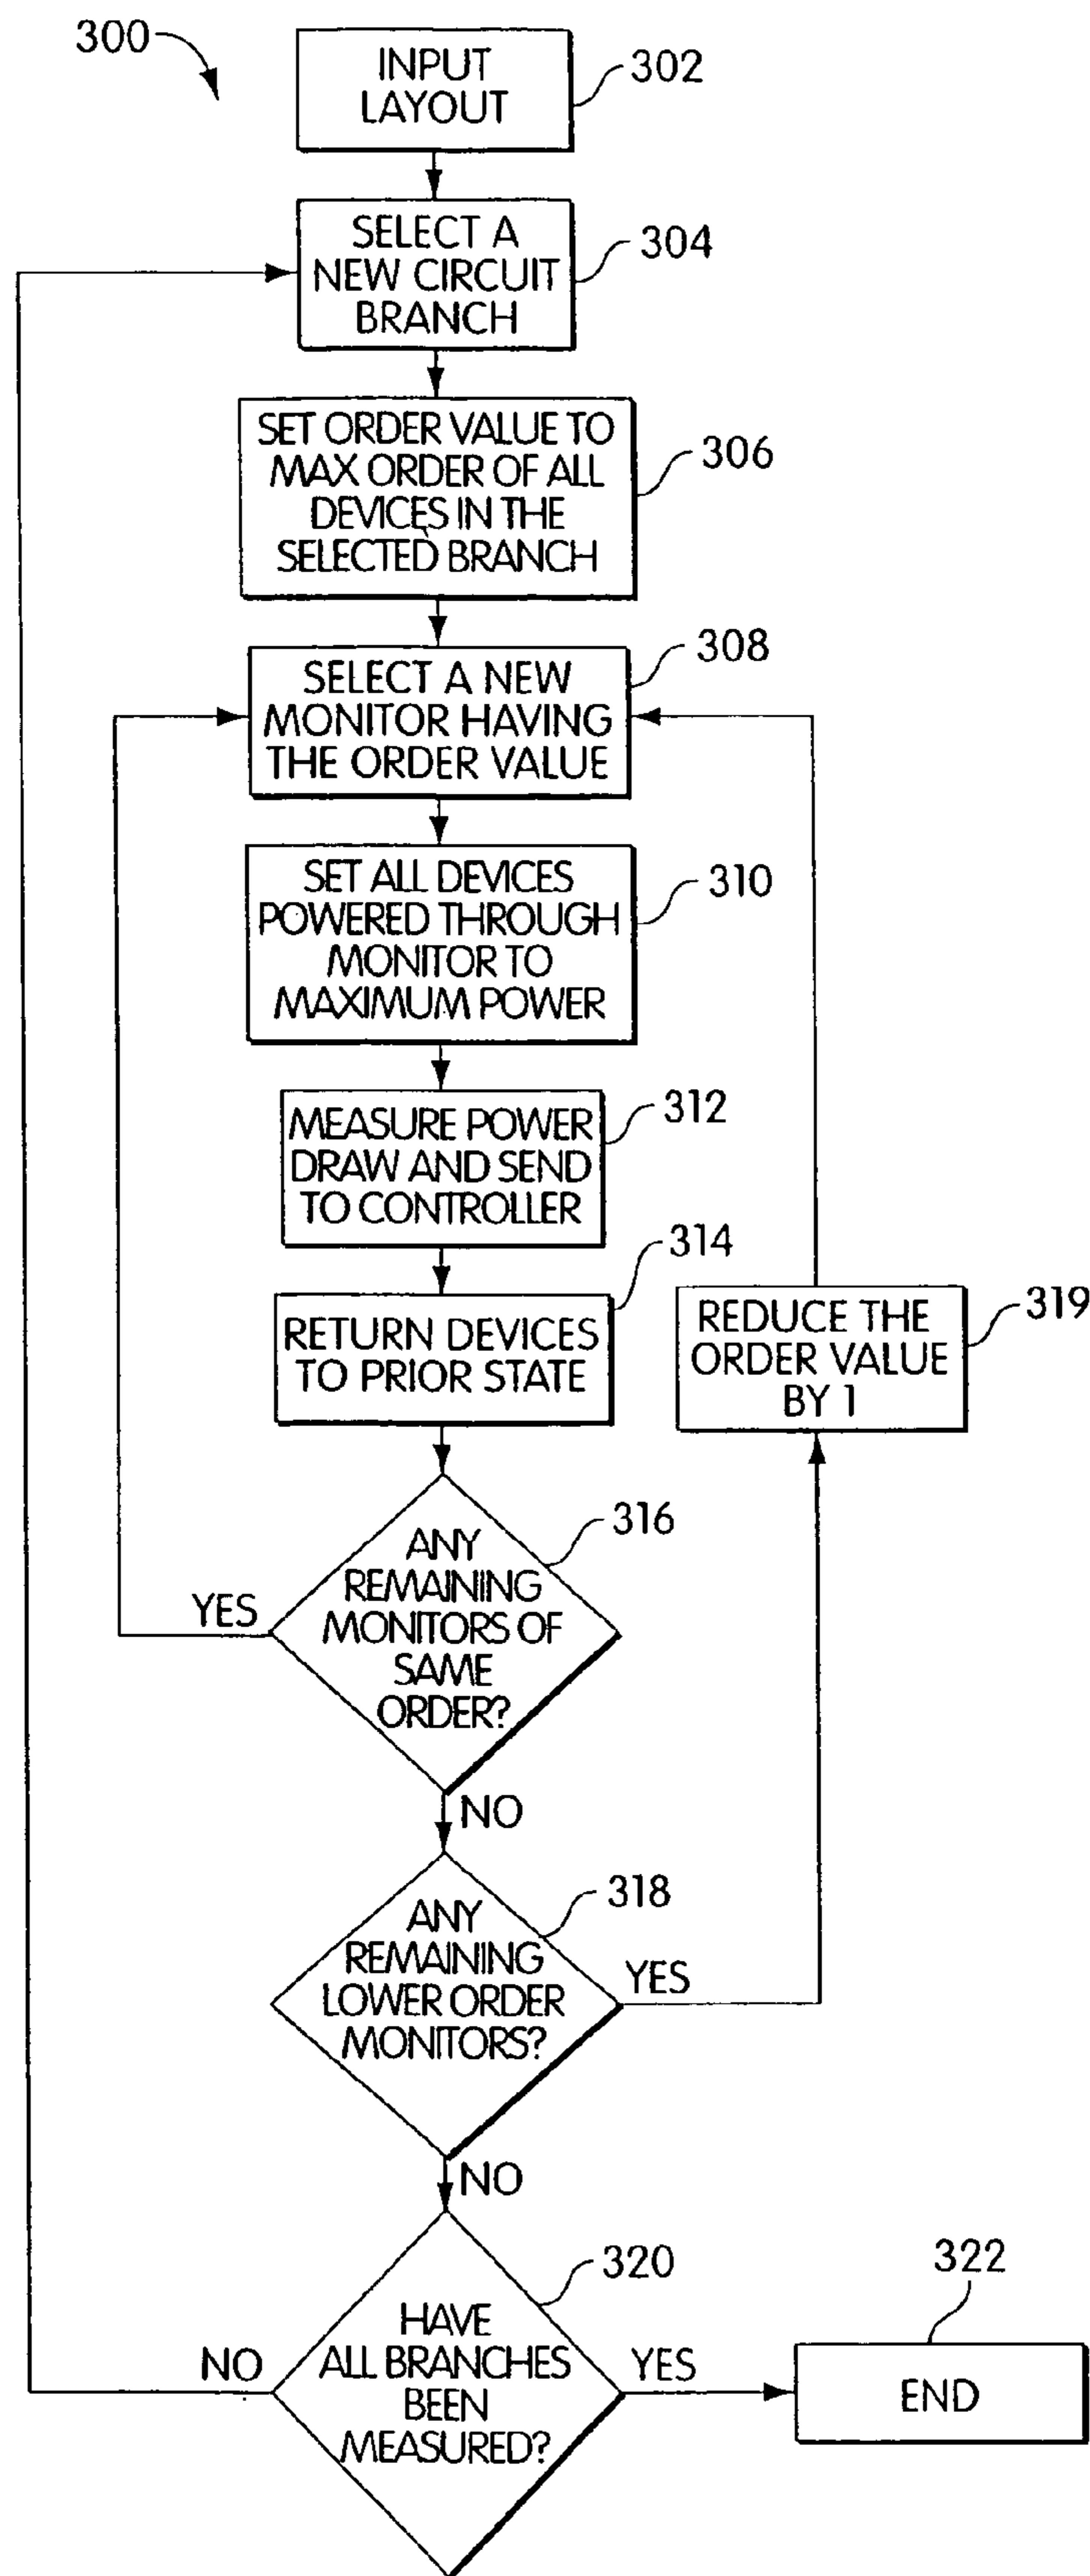 300
INPUT
LAYOUT
302
SELECT A
NEW CIRCUIT
BRANCH
304
SET ORDER VALUE TO
MAX ORDER OF ALL
DEVICES IN THE
SELECTED BRANCH
306
SELECT A NEW
MONITOR HAVING
THE ORDER VALUE
308
SET ALL DEVICES
POWERED THROUGH
MONITOR TO
MAXIMUM POWER
310
MEASURE POWER
DRAW AND SEND
TO CONTROLLER
312
RETURN DEVICES
TO PRIOR STATE
314
REDUCE THE
ORDER VALUE
BY 1
319
ANY
REMAINING
MONITORS OF
SAME
ORDER?
316
YES
NO
ANY
REMAINING
LOWER ORDER
MONITORS?
318
YES
NO
HAVE
ALL BRANCHES
BEEN
MEASURED?
320
NO
YES
END
322